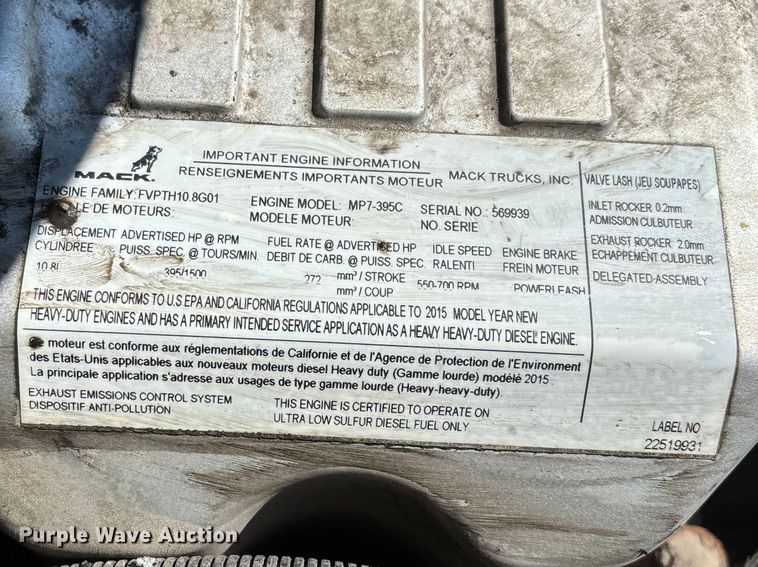 MACK.
IMPORTANT ENGINE INFORMATION
RENSEIGNEMENTS IMPORTANTS MOTEUR
MACK TRUCKS, INC.
ENGINE FAMILY: FVPTH10.8G01
DE MOTEURS:
ENGINE MODEL: MP7-395C
MODELE MOTEUR:
SERIAL NO.: 569939
NO. SERIE
DISPLACEMENT ADVERTISED HP @ RPM FUEL RATE @ ADVERTISED HP IDLE SPEED ENGINE BRAKE
CYLINDREE PUISS. SPEC. @ TOURS/MIN. DEBIT DE CARB. @ PUISS. SPEC. RALENTI FREIN MOTEUR
10.8l 395/1500 272 mm³ / STROKE 550-700 RPM POWERLEASH
mm³ / COUP
THIS ENGINE CONFORMS TO U.S EPA AND CALIFORNIA REGULATIONS APPLICABLE TO 2015 MODEL YEAR NEW
HEAVY-DUTY ENGINES AND HAS A PRIMARY INTENDED SERVICE APPLICATION AS A HEAVY HEAVY-DUTY DIESEL ENGINE.
moteur est conforme aux réglementations de Californie et de l'Agence de Protection de l'Environment
des Etats-Unis applicables aux nouveaux moteurs diesel Heavy duty (Gamme lourde) modélé 2015.
La principale application s'adresse aux usages de type gamme lourde (Heavy-heavy-duty).
EXHAUST EMISSIONS CONTROL SYSTEM
DISPOSITIF ANTI-POLLUTION
THIS ENGINE IS CERTIFIED TO OPERATE ON
ULTRA LOW SULFUR DIESEL FUEL ONLY
VALVE LASH (JEU SOUPAPES)
INLET ROCKER 0.2mm
ADMISSION CULBUTEUR
EXHAUST ROCKER 2.0mm
ECHAPPEMENT CULBUTEUR
DELEGATED-ASSEMBLY
LABEL NO
22519931
Purple Wave Auction